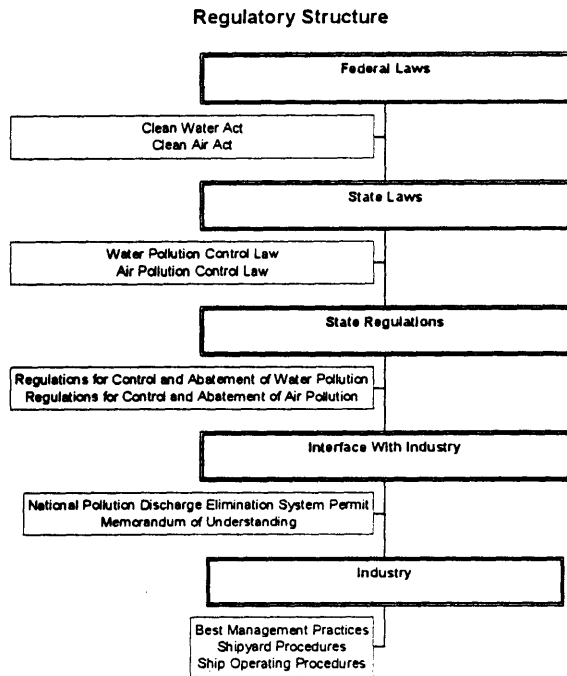 Regulatory Structure
Federal Laws
Clean Water Act
Clean Air Act
State Laws
Water Pollution Control Law
Air Pollution Control Law
State Regulations
Regulations for Control and Abatement of Water Pollution
Regulations for Control and Abatement of Air Pollution
Interface With Industry
National Pollution Discharge Elimination System Permit
Memorandum of Understanding
Industry
Best Management Practices
Shipyard Procedures
Ship Operating Procedures